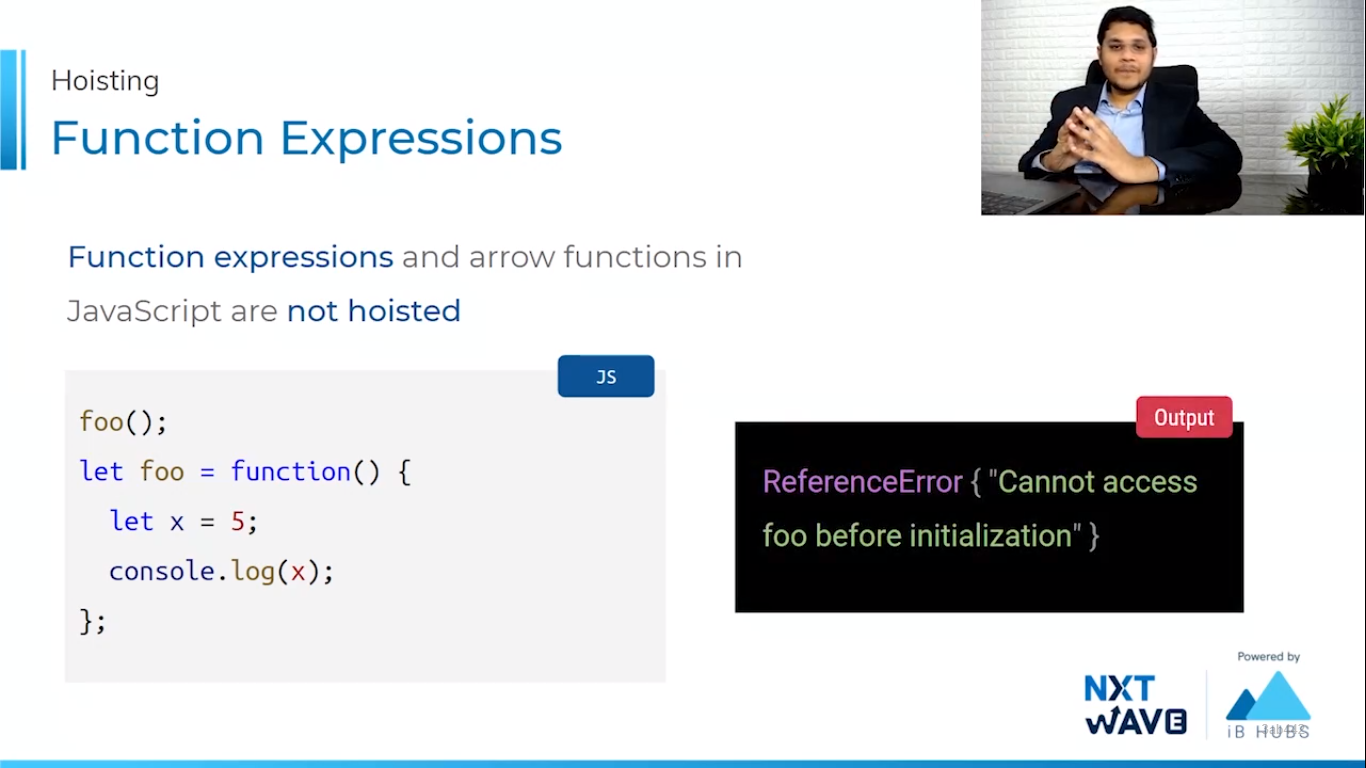 Hoisting
Function Expressions
Function expressions and arrow functions in
JavaScript are not hoisted
JS
foo();
let foo = function() {
let x = 5;
console.log(x);
};
Output
ReferenceError { "Cannot access
foo before initialization" }
Powered by
NXT
WAVE
iB HUBS